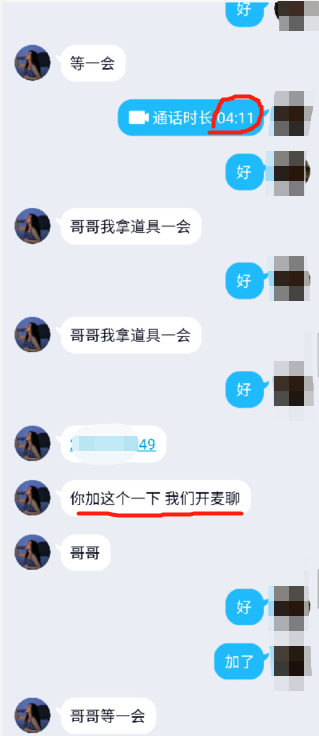 好
等一会
通话时长 04:11
好
哥哥我拿道具一会
好
哥哥我拿道具一会
好
49
你加这个一下 我们开麦聊
哥哥
好
加了
哥哥等一会